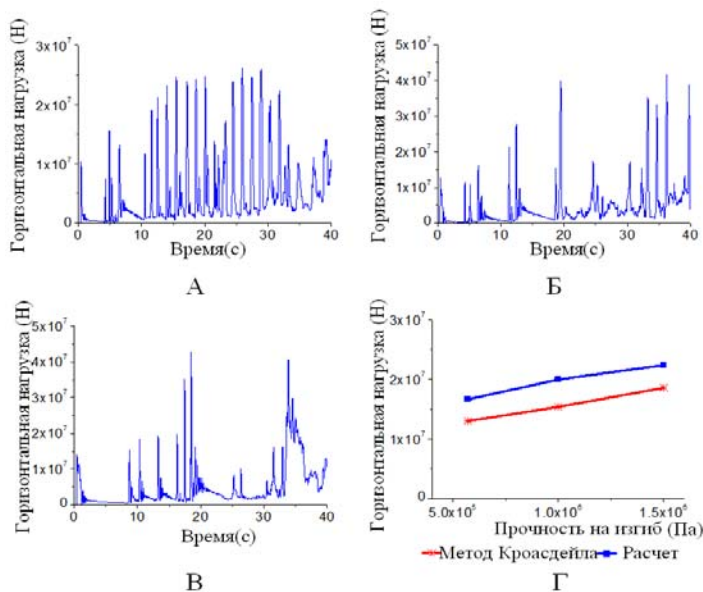 Горизонтальная нагрузка (Н)
3x10⁷
2x10⁷
1x10⁷
0
0 10 20 30 40
Время(с)
А
Горизонтальная нагрузка (Н)
5x10⁷
4x10⁷
3x10⁷
2x10⁷
1x10⁷
0
0 10 20 30 40
Время(с)
Б
Горизонтальная нагрузка (Н)
5x10⁷
4x10⁷
3x10⁷
2x10⁷
1x10⁷
0
0 10 20 30 40
Время(с)
В
Горизонтальная нагрузка (Н)
3x10⁷
2x10⁷
1x10⁷
0
5.0x10⁵ 1.0x10⁶ 1.5x10⁶
Прочность на изгиб (Па)
Метод Кроасдейла Расчет
Г